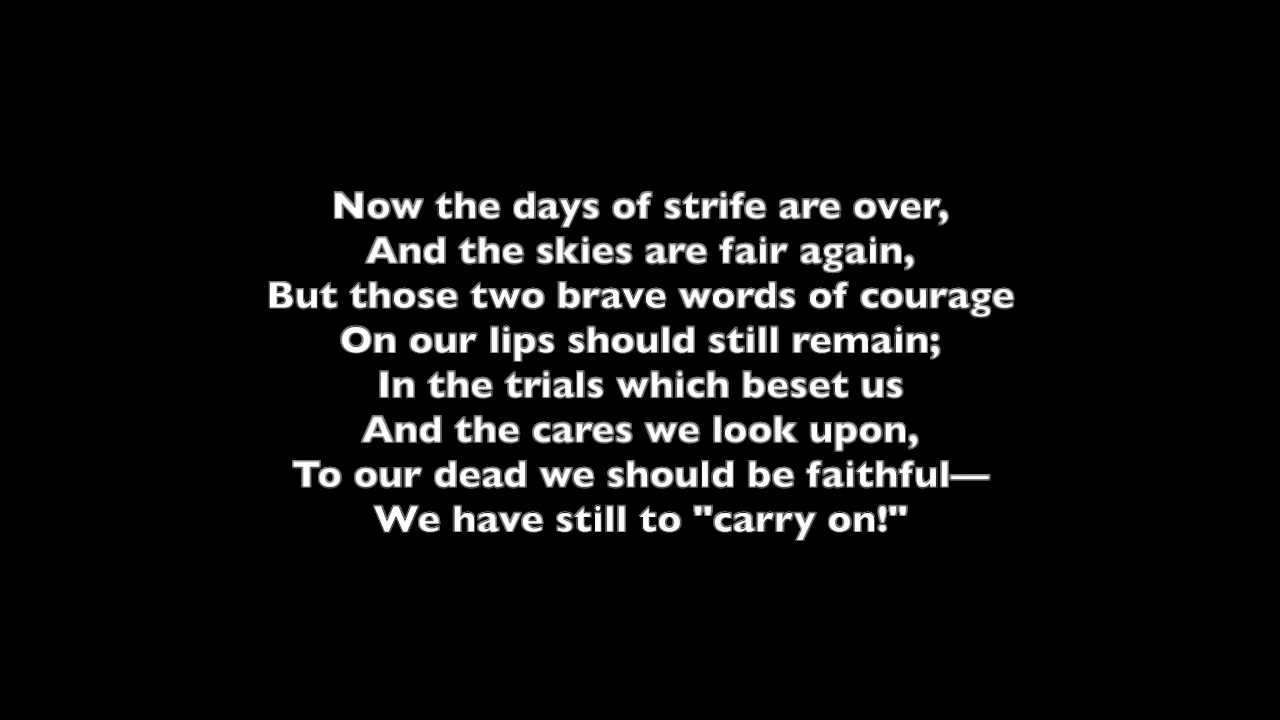 Now the days of strife are over,
And the skies are fair again,
But those two brave words of courage
On our lips should still remain;
In the trials which beset us
And the cares we look upon,
To our dead we should be faithful—
We have still to "carry on!"